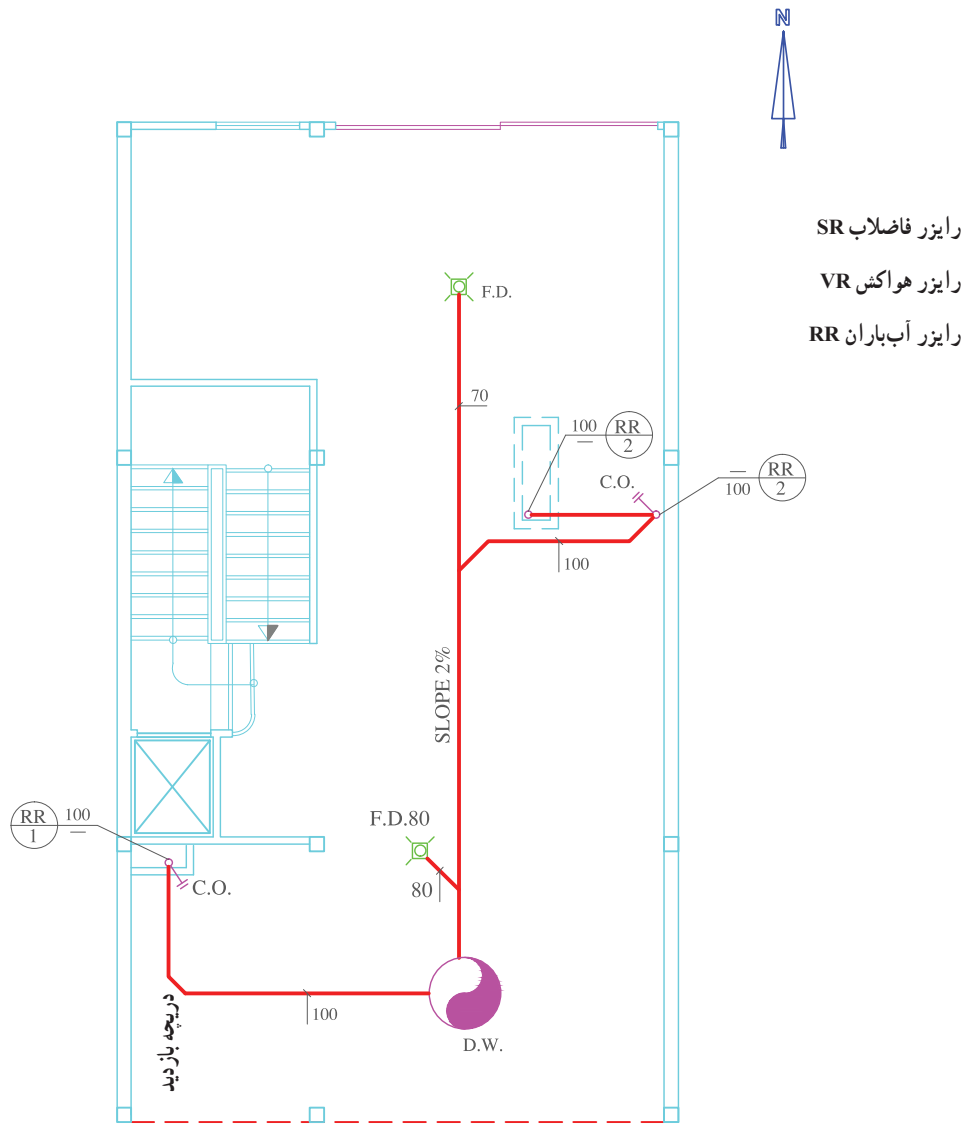 N
رایزر فاضلاب SR
رایزر هواکش VR
رایزر آب‌باران RR
F.D.
70
100
RR
2
C.O.
100
RR
2
100
SLOPE 2%
F.D.80
80
RR
1
100
C.O.
دریچه بازدید
100
D.W.